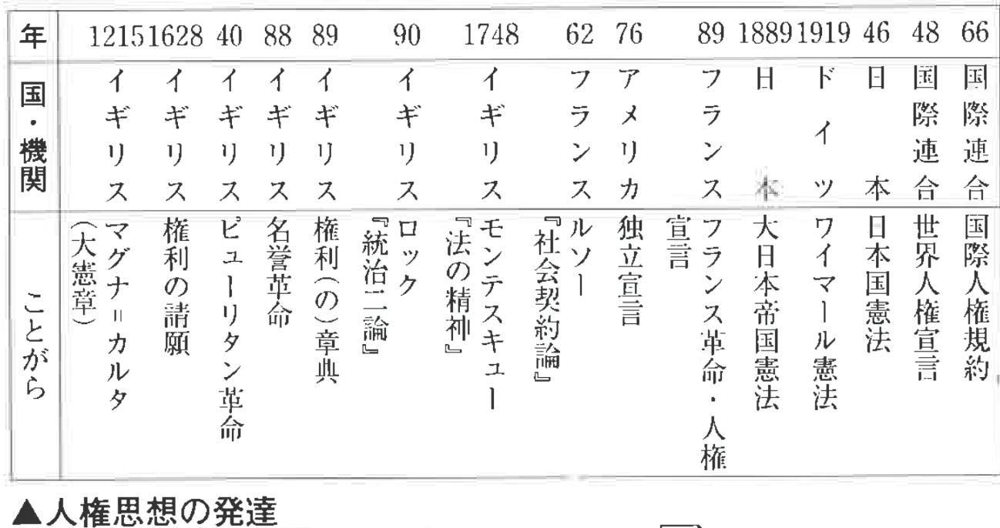 年 1215 1628 40 88 89 90 1748 62 76 89 1889 1919 46 48 66
国・機関
イギリス
イギリス
イギリス
イギリス
イギリス
イギリス
イギリス
フランス
アメリカ
フランス
日本
ドイツ
日本
国際連合
国際連合
ことがら
マグナ＝カルタ
（大憲章）
権利の請願
ピューリタン革命
名誉革命
権利（の）章典
ロック
『統治二論』
モンテスキュー
『法の精神』
ルソー
『社会契約論』
独立宣言
フランス革命・人権
宣言
大日本帝国憲法
ワイマール憲法
日本国憲法
世界人権宣言
国際人権規約
▲人権思想の発達